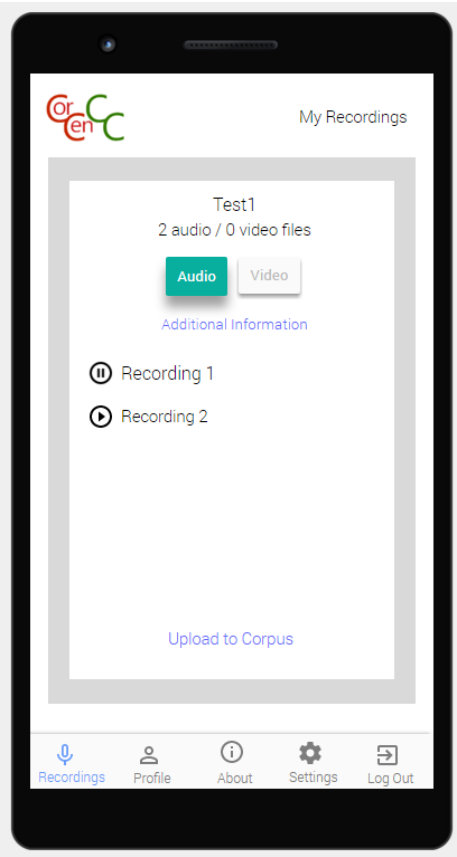 Cor
Cen
C
My Recordings
Test1
2 audio / 0 video files
Audio Video
Additional Information
Recording 1
Recording 2
Upload to Corpus
Recordings Profile About Settings Log Out